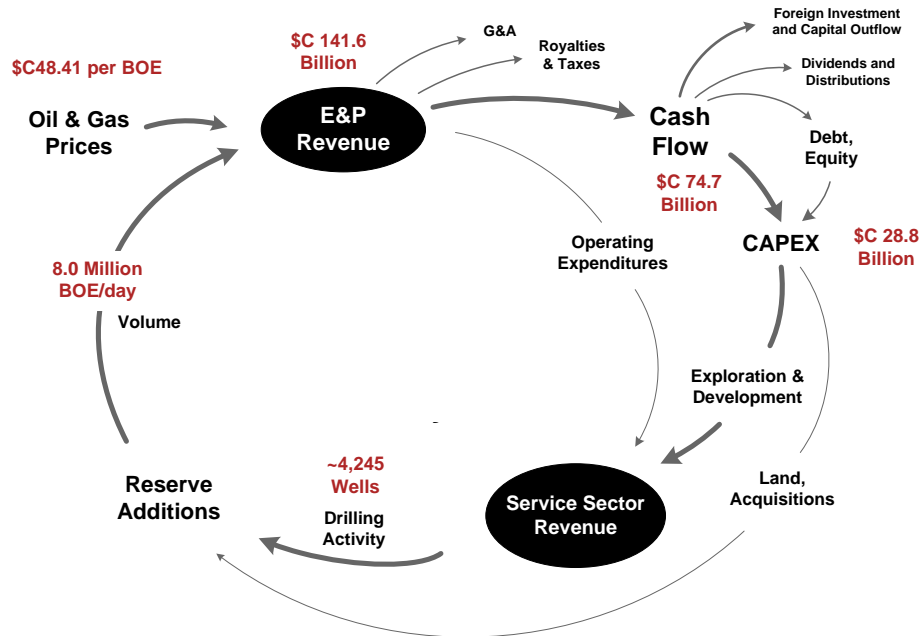 Foreign Investment
and Capital Outflow
G&A
$C 141.6
Billion
Royalties
& Taxes
$C48.41 per BOE
Dividends and
Distributions
Oil & Gas
Prices
E&P
Revenue
Cash
Flow
Debt,
Equity
$C 74.7
Billion
CAPEX
$C 28.8
Billion
Operating
Expenditures
8.0 Million
BOE/day
Volume
Exploration &
Development
~4,245
Wells
Reserve
Additions
Drilling
Activity
Service Sector
Revenue
Land,
Acquisitions